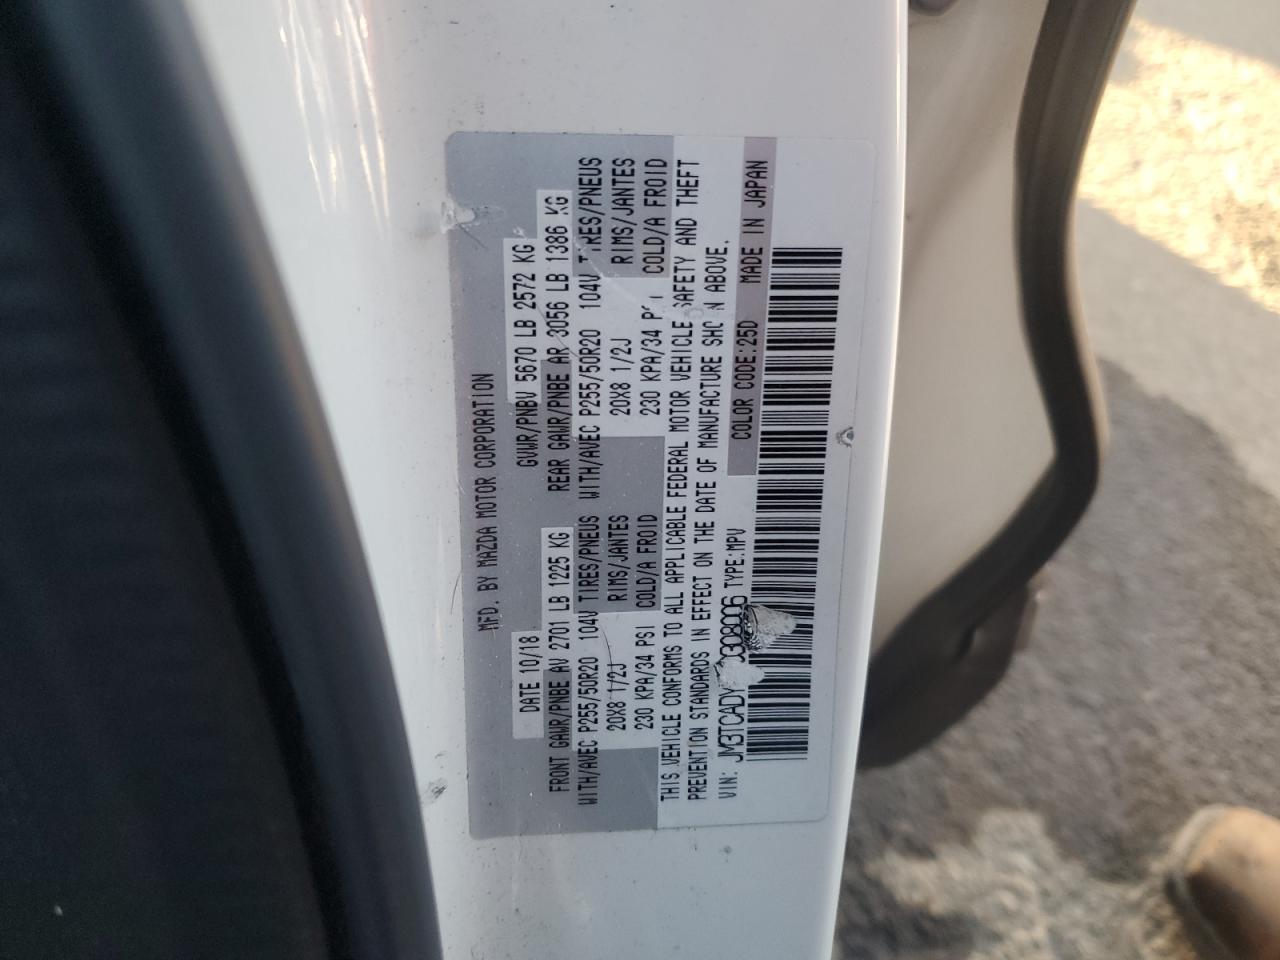 MFD. BY MAZDA MOTOR CORPORATION
DATE 10/18 GVWR/PNBV 5670 LB 2572 KG
FRONT GAWR/PNBE AV 2701 LB 1225 KG REAR GAWR/PNBE AR 3056 LB 1386 KG
WITH/AVEC P255/50R20 104V TIRES/PNEUS WITH/AVEC P255/50R20 104V TIRES/PNEUS
20X8 1/2J RIMS/JANTES 20X8 1/2J RIMS/JANTES
230 KPA/34 PSI COLD/A FROID 230 KPA/34 PSI COLD/A FROID
THIS VEHICLE CONFORMS TO ALL APPLICABLE FEDERAL MOTOR VEHICLE SAFETY AND THEFT
PREVENTION STANDARDS IN EFFECT ON THE DATE OF MANUFACTURE SHOWN ABOVE.
VIN: TYPE:MPV COLOR CODE:25D MADE IN JAPAN